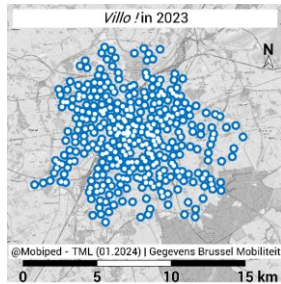 Villo ! in 2023
N
@Mobiped - TML (01.2024) | Gegevens Brussel Mobiliteit
0 5 10 15 km